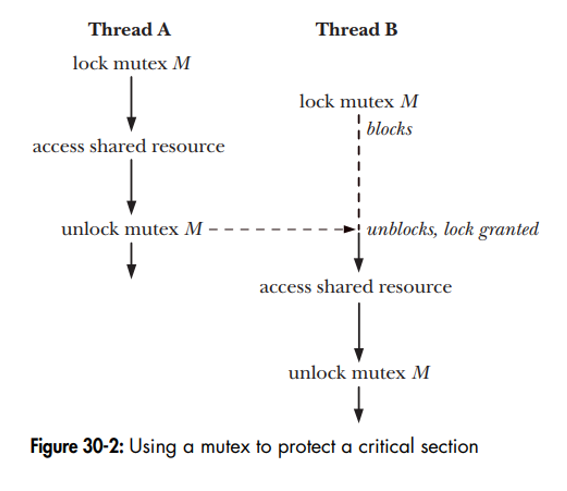 Thread A
Thread B
lock mutex M
lock mutex M
blocks
access shared resource
unlock mutex M
unblocks, lock granted
access shared resource
unlock mutex M
Figure 30-2: Using a mutex to protect a critical section